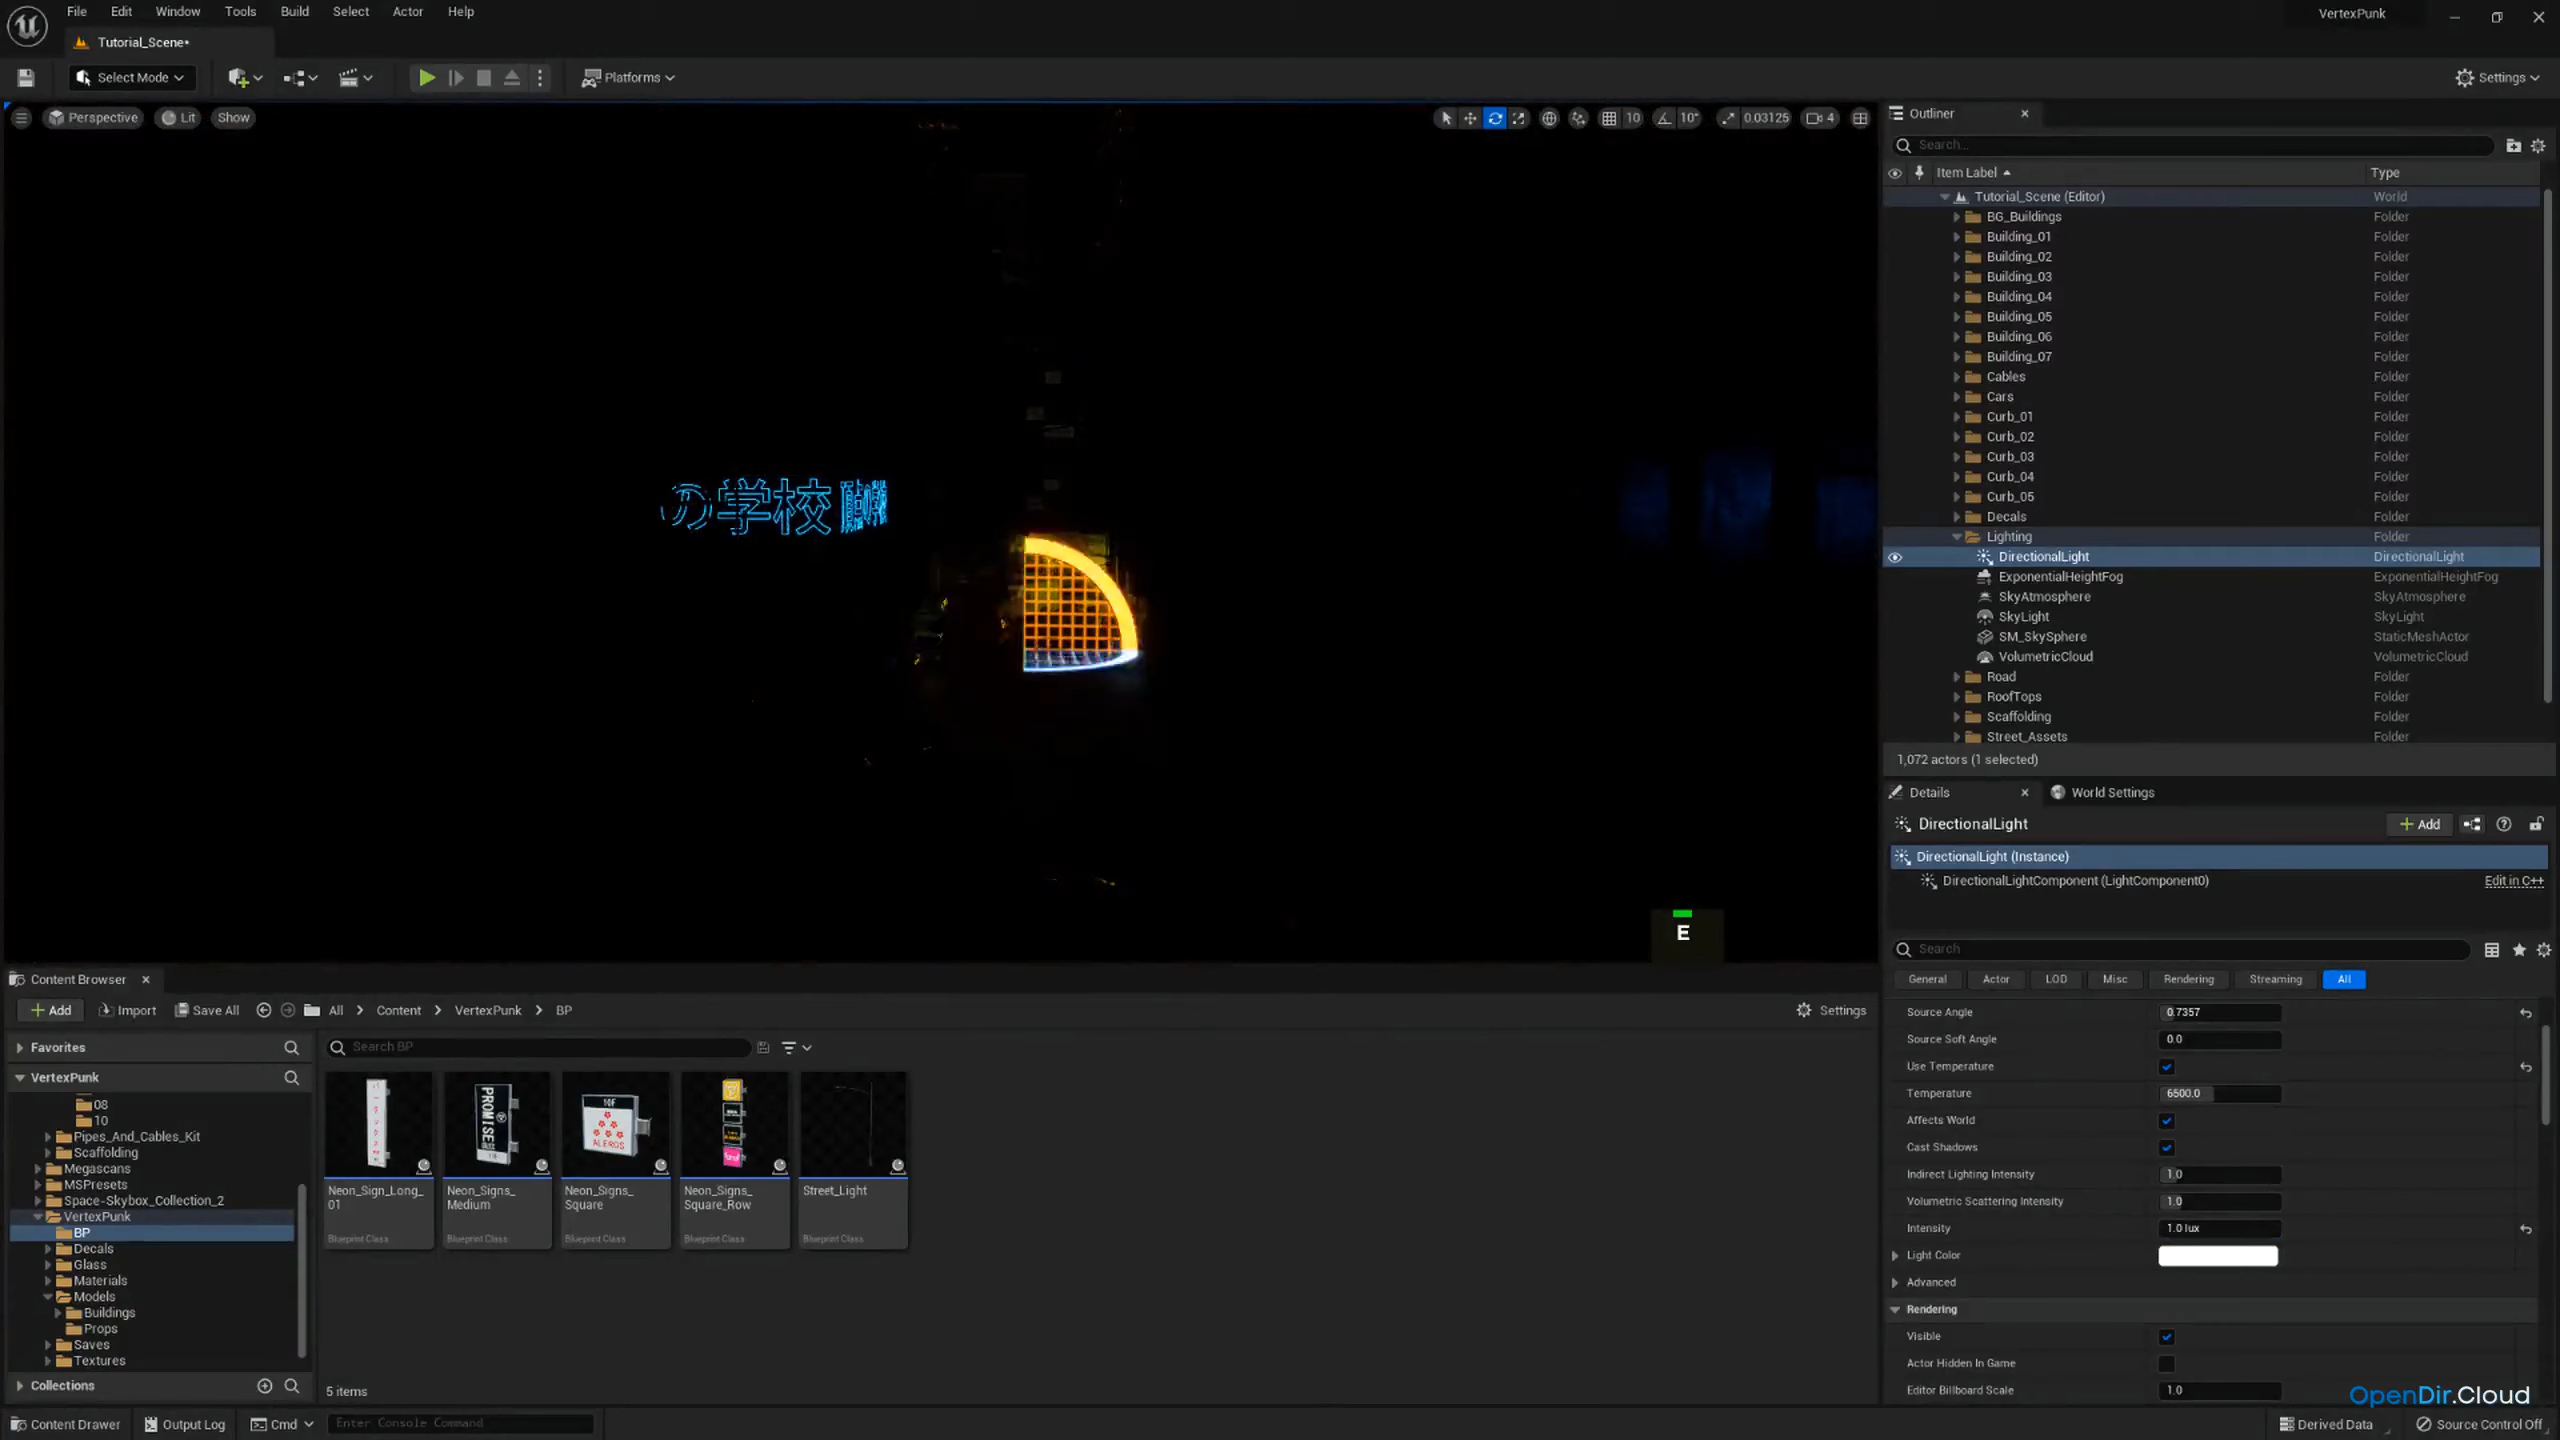 File Edit Window Tools Build Select Actor Help
VertexPunk
Tutorial_Scene*
Select Mode
Platforms
Settings
Perspective Lit Show
10 10° 0.03125 4
の学校
E
Outliner
Search...
Item Label Type
Tutorial_Scene (Editor) World
BG_Buildings Folder
Building_01 Folder
Building_02 Folder
Building_03 Folder
Building_04 Folder
Building_05 Folder
Building_06 Folder
Building_07 Folder
Cables Folder
Cars Folder
Curb_01 Folder
Curb_02 Folder
Curb_03 Folder
Curb_04 Folder
Curb_05 Folder
Decals Folder
Lighting Folder
DirectionalLight DirectionalLight
ExponentialHeightFog ExponentialHeightFog
SkyAtmosphere SkyAtmosphere
SkyLight SkyLight
SM_SkySphere StaticMeshActor
VolumetricCloud VolumetricCloud
Road Folder
RoofTops Folder
Scaffolding Folder
Street_Assets Folder
1,072 actors (1 selected)
Details World Settings
DirectionalLight Add
DirectionalLight (Instance)
DirectionalLightComponent (LightComponent0) Edit in C++
Search
General Actor LOD Misc Rendering Streaming All
Source Angle 0.7357
Source Soft Angle 0.0
Use Temperature
Temperature 6500.0
Affects World
Cast Shadows
Indirect Lighting Intensity 1.0
Volumetric Scattering Intensity 1.0
Intensity 1.0 lux
Light Color
Advanced
Rendering
Visible
Actor Hidden In Game
Editor Billboard Scale 1.0
Content Browser
Add Import Save All All Content VertexPunk BP Settings
Favorites
Search BP
VertexPunk
08
10
Pipes_And_Cables_Kit
Scaffolding
Megascans
MSPresets
Space-Skybox_Collection_2
VertexPunk
BP
Decals
Glass
Materials
Models
Buildings
Props
Saves
Textures
Collections
PROMISE
10F
ALERGS
Neon_Sign_Long_
01
Blueprint Class
Neon_Signs_
Medium
Blueprint Class
Neon_Signs_
Square
Blueprint Class
Neon_Signs_
Square_Row
Blueprint Class
Street_Light
Blueprint Class
5 items
OpenDir.Cloud
Content Drawer Output Log Cmd Enter Console Command Derived Data Source Control Off